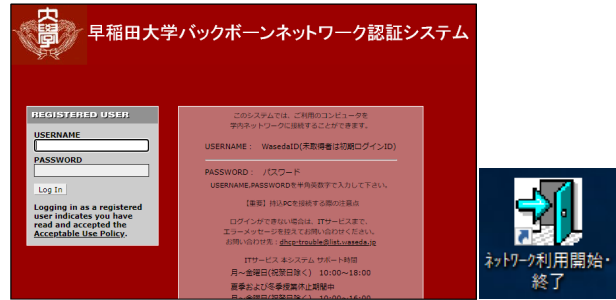 早稲田大学バックボーンネットワーク認証システム
REGISTERED USER
USERNAME
PASSWORD
Log In
Logging in as a registered
user indicates you have
read and accepted the
Acceptable Use Policy.
このシステムでは、ご利用のコンピュータを
学内ネットワークに接続することができます。
USERNAME： WasedaID(未取得者は初期ログインID)
PASSWORD： パスワード
USERNAME,PASSWORDを半角英数字で入力して下さい。
【重要】持込PCを接続する際の注意点
ログインができない場合は、ITサービスまで、
エラーメッセージを控えてお問い合わせください。
お問い合わせ先：dhcp-trouble@list.waseda.jp
ITサービス 本システム サポート時間
月～金曜日(祝祭日除く) 10:00～18:00
夏季および冬季授業休止期間中
月～金曜日(祝祭日除く) 10:00～16:00
ﾈｯﾄﾜｰｸ利用開始・
終了